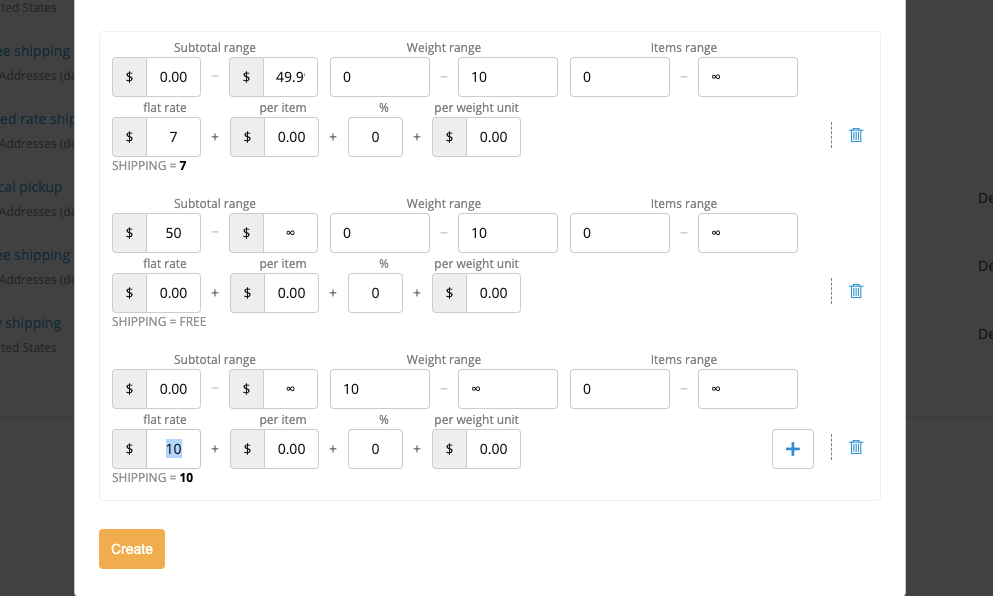 ted States
ee shipping
Addresses (de
ed rate ship
Addresses (de
cal pickup
Addresses (de
De
ee shipping
Addresses (de
De
shipping
ted States
De
Subtotal range Weight range Items range
$ 0.00 – $ 49.9 0 – 10 0 – ∞
flat rate per item % per weight unit
$ 7 + $ 0.00 + 0 + $ 0.00
SHIPPING = 7
Subtotal range Weight range Items range
$ 50 – $ ∞ 0 – 10 0 – ∞
flat rate per item % per weight unit
$ 0.00 + $ 0.00 + 0 + $ 0.00
SHIPPING = FREE
Subtotal range Weight range Items range
$ 0.00 – $ ∞ 10 – ∞ 0 – ∞
flat rate per item % per weight unit
$ 10 + $ 0.00 + 0 + $ 0.00 +
SHIPPING = 10
Create